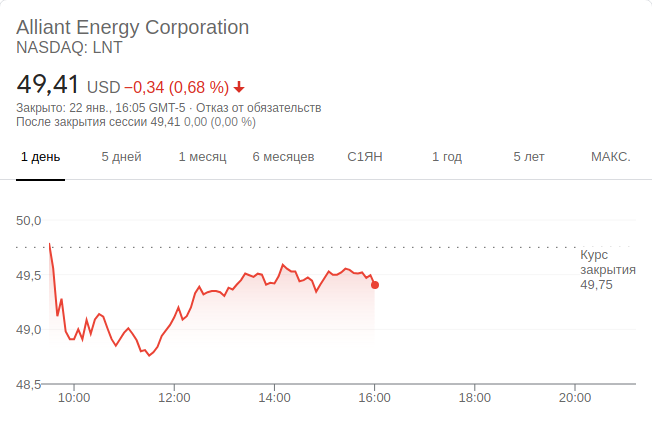 Alliant Energy Corporation
NASDAQ: LNT
49,41 USD −0,34 (0,68 %)
Закрыто: 22 янв., 16:05 GMT-5 · Отказ от обязательств
После закрытия сессии 49,41 0,00 (0,00 %)
1 день 5 дней 1 месяц 6 месяцев С1ЯН 1 год 5 лет МАКС.
50,0
Курс
закрытия
49,75
49,5
49,0
48,5
10:00 12:00 14:00 16:00 18:00 20:00